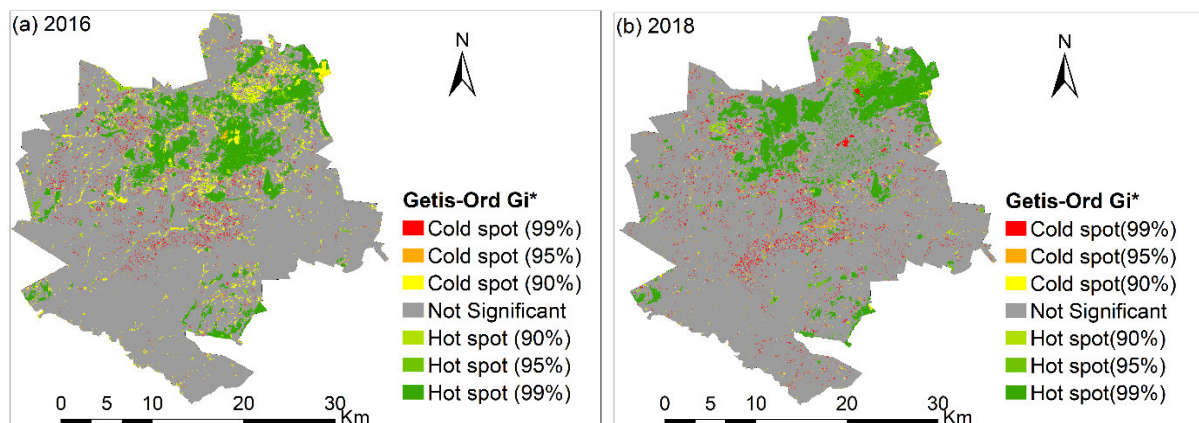 (a) 2016
N
Getis-Ord Gi*
Cold spot (99%)
Cold spot (95%)
Cold spot (90%)
Not Significant
Hot spot (90%)
Hot spot (95%)
Hot spot (99%)
0 5 10 20 30
Km
(b) 2018
N
Getis-Ord Gi*
Cold spot(99%)
Cold spot(95%)
Cold spot(90%)
Not Significant
Hot spot(90%)
Hot spot(95%)
Hot spot(99%)
0 5 10 20 30
Km